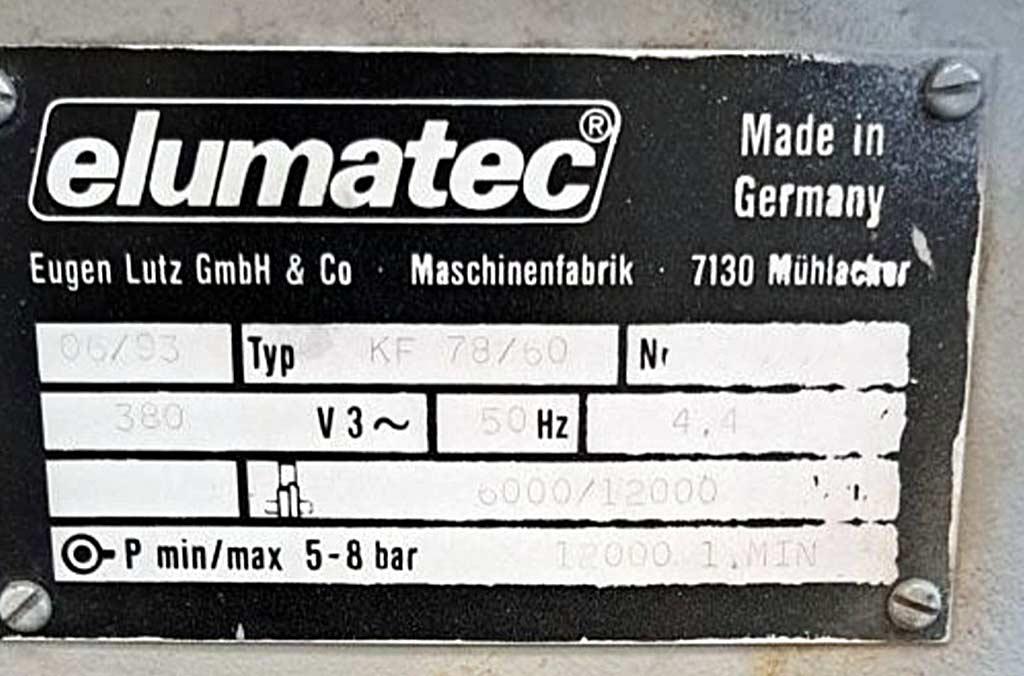 elumatec®
Made in
Germany
Eugen Lutz GmbH & Co · Maschinenfabrik · 7130 Mühlacker
06/93 Typ KF 78/60 Nr
380 V 3~ 50 Hz 4,4
6000/12000
P min/max 5-8 bar 12000 1.MIN